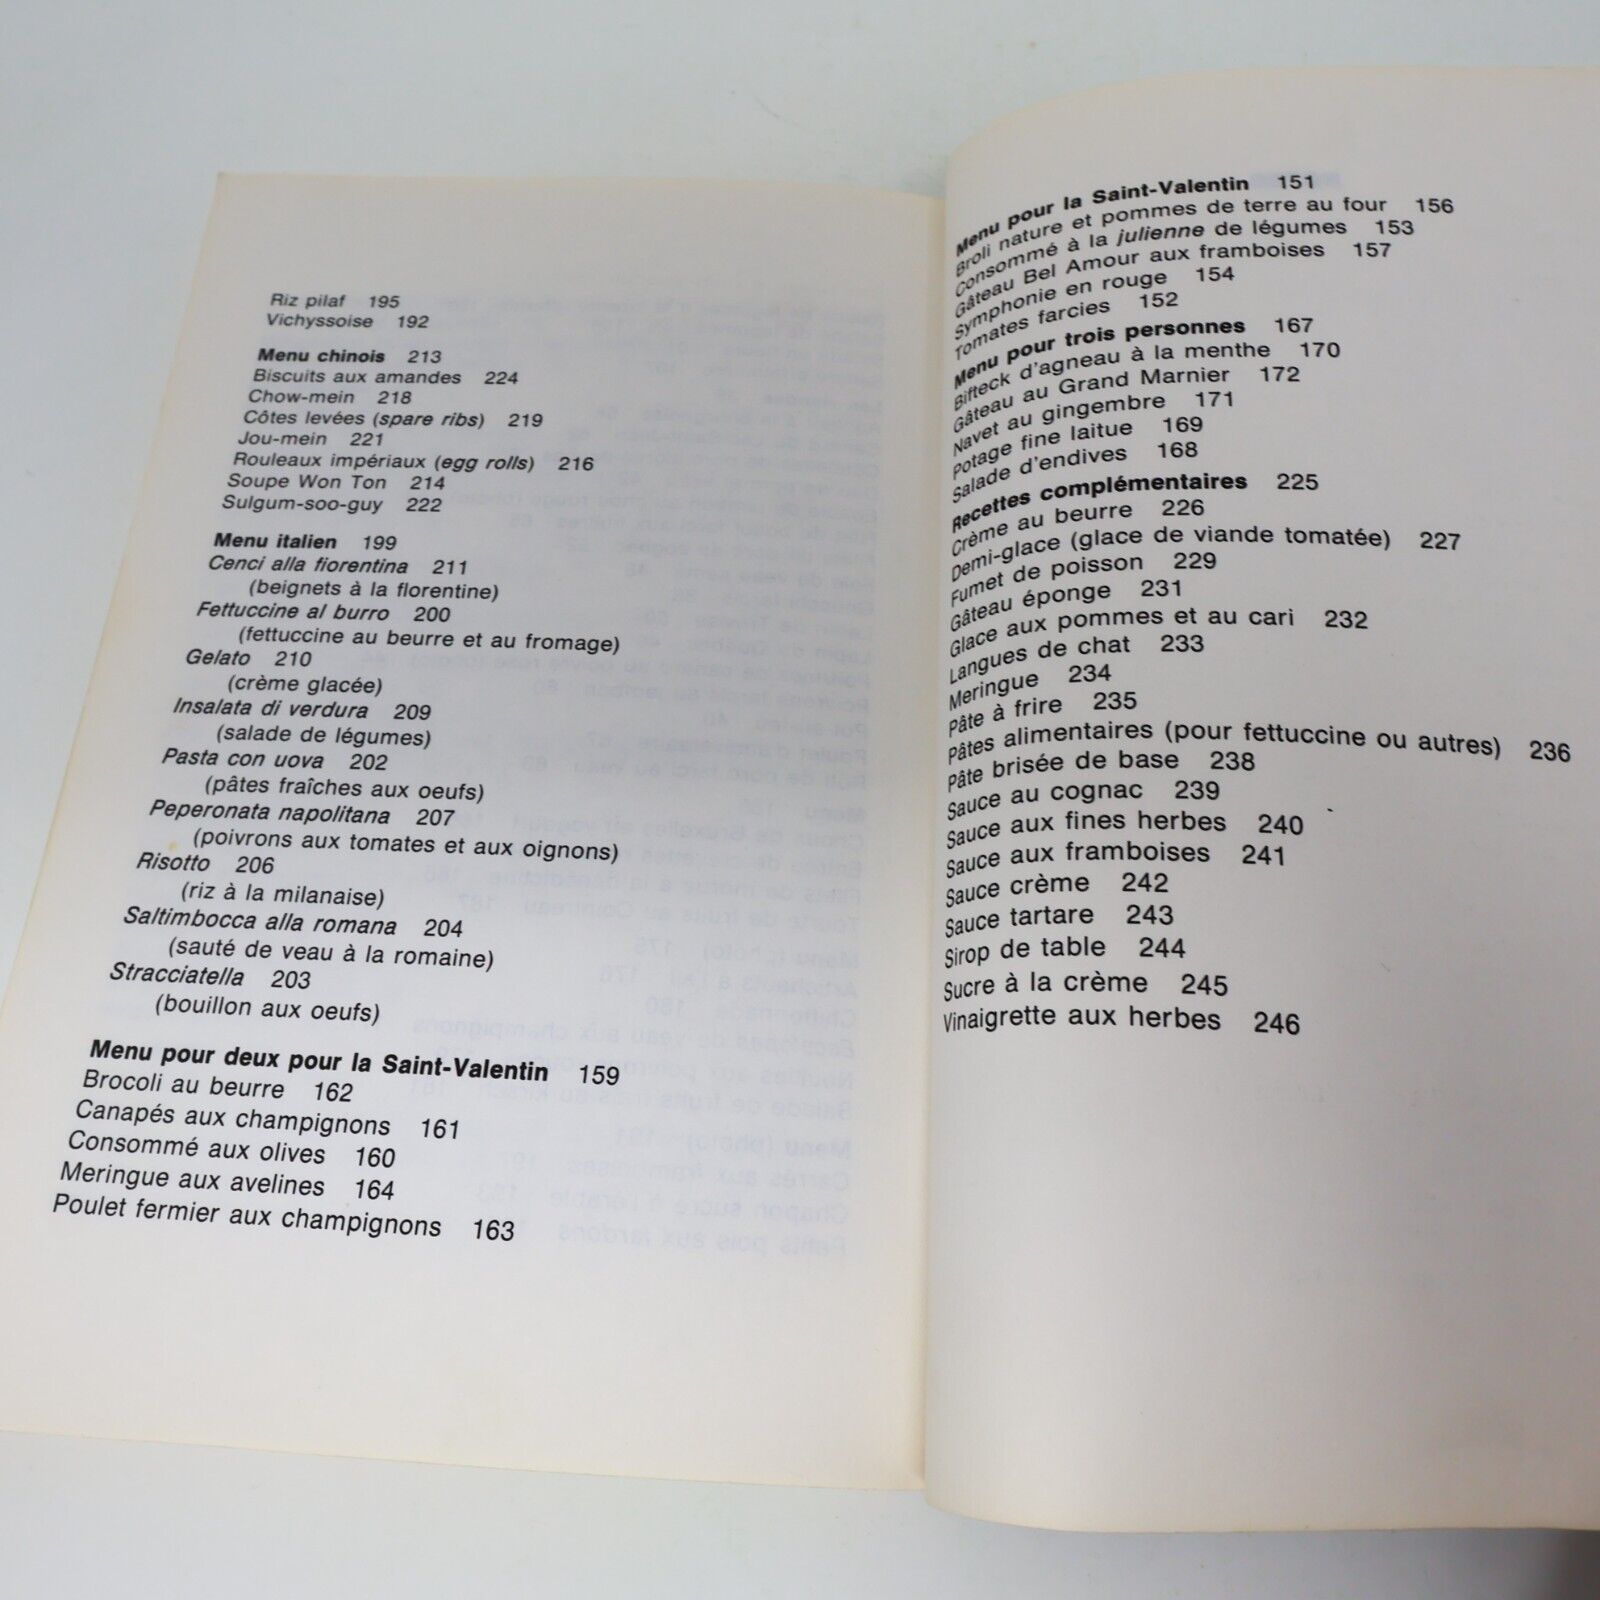 Riz pilaf 195
Vichyssoise 192
Menu chinois 213
Biscuits aux amandes 224
Chow-mein 218
Côtes levées (spare ribs) 219
Jou-mein 221
Rouleaux impériaux (egg rolls) 216
Soupe Won Ton 214
Sulgum-soo-guy 222
Menu italien 199
Cenci alla fiorentina 211
(beignets à la florentine)
Fettuccine al burro 200
(fettuccine au beurre et au fromage)
Gelato 210
(crème glacée)
Insalata di verdura 209
(salade de légumes)
Pasta con uova 202
(pâtes fraîches aux oeufs)
Peperonata napolitana 207
(poivrons aux tomates et aux oignons)
Risotto 206
(riz à la milanaise)
Saltimbocca alla romana 204
(sauté de veau à la romaine)
Stracciatella 203
(bouillon aux oeufs)
Menu pour deux pour la Saint-Valentin 159
Brocoli au beurre 162
Canapés aux champignons 161
Consommé aux olives 160
Meringue aux avelines 164
Poulet fermier aux champignons 163
Menu pour la Saint-Valentin 151
Broli nature et pommes de terre au four 156
Consommé à la julienne de légumes 153
Gâteau Bel Amour aux framboises 157
Symphonie en rouge 154
Tomates farcies 152
Menu pour trois personnes 167
Bifteck d'agneau à la menthe 170
Gâteau au Grand Marnier 172
Navet au gingembre 171
Potage fine laitue 169
Salade d'endives 168
Recettes complémentaires 225
Crème au beurre 226
Demi-glace (glace de viande tomatée) 227
Fumet de poisson 229
Gâteau éponge 231
Glace aux pommes et au cari 232
Langues de chat 233
Meringue 234
Pâte à frire 235
Pâtes alimentaires (pour fettuccine ou autres) 236
Pâte brisée de base 238
Sauce au cognac 239
Sauce aux fines herbes 240
Sauce aux framboises 241
Sauce crème 242
Sauce tartare 243
Sirop de table 244
Sucre à la crème 245
Vinaigrette aux herbes 246